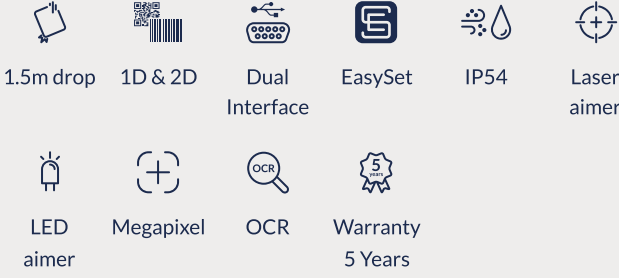 1.5m drop
1D & 2D
Dual
Interface
EasySet
IP54
Laser
aimer
LED
aimer
Megapixel
OCR
OCR
5
years
Warranty
5 Years